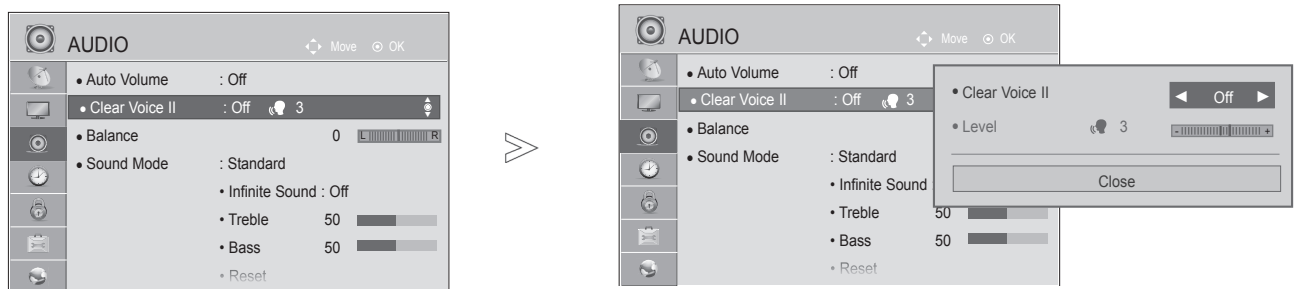 AUDIO Move OK
• Auto Volume : Off
• Clear Voice II : Off 3
• Balance 0 L R
• Sound Mode : Standard
• Infinite Sound : Off
• Treble 50
• Bass 50
• Reset
AUDIO Move OK
• Auto Volume : Off
• Clear Voice II : Off 3
• Balance
• Sound Mode : Standard
• Infinite Sound :
• Treble 50
• Bass 50
• Reset
• Clear Voice II ◄ Off ►
• Level 3 - +
Close